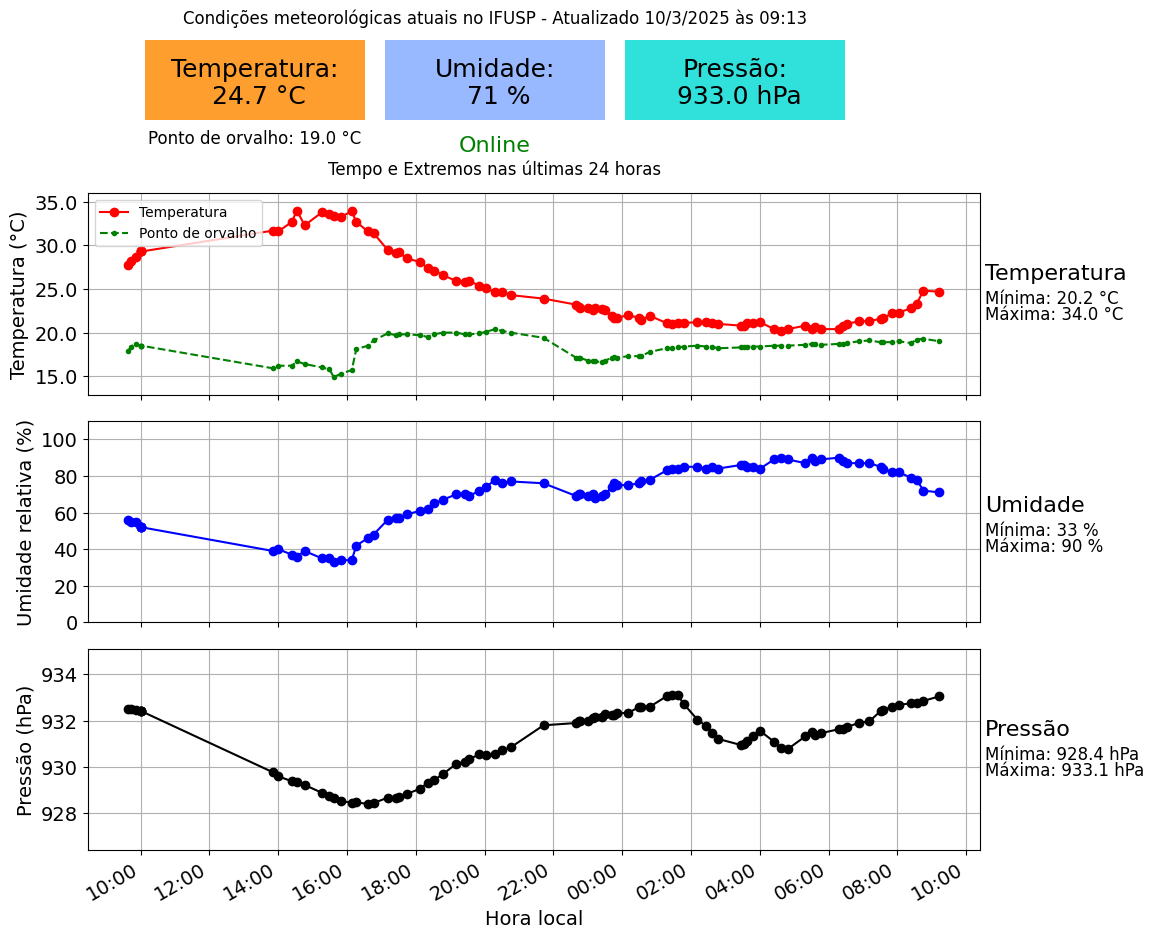 Condições meteorológicas atuais no IFUSP - Atualizado 10/3/2025 às 09:13
Temperatura:
24.7 °C
Umidade:
71 %
Pressão:
933.0 hPa
Ponto de orvalho: 19.0 °C
Online
Tempo e Extremos nas últimas 24 horas
Temperatura (°C)
35.0
30.0
25.0
20.0
15.0
Temperatura
Ponto de orvalho
Temperatura
Mínima: 20.2 °C
Máxima: 34.0 °C
Umidade relativa (%)
100
80
60
40
20
0
Umidade
Mínima: 33 %
Máxima: 90 %
Pressão (hPa)
934
932
930
928
Pressão
Mínima: 928.4 hPa
Máxima: 933.1 hPa
10:00
12:00
14:00
16:00
18:00
20:00
22:00
00:00
02:00
04:00
06:00
08:00
10:00
Hora local